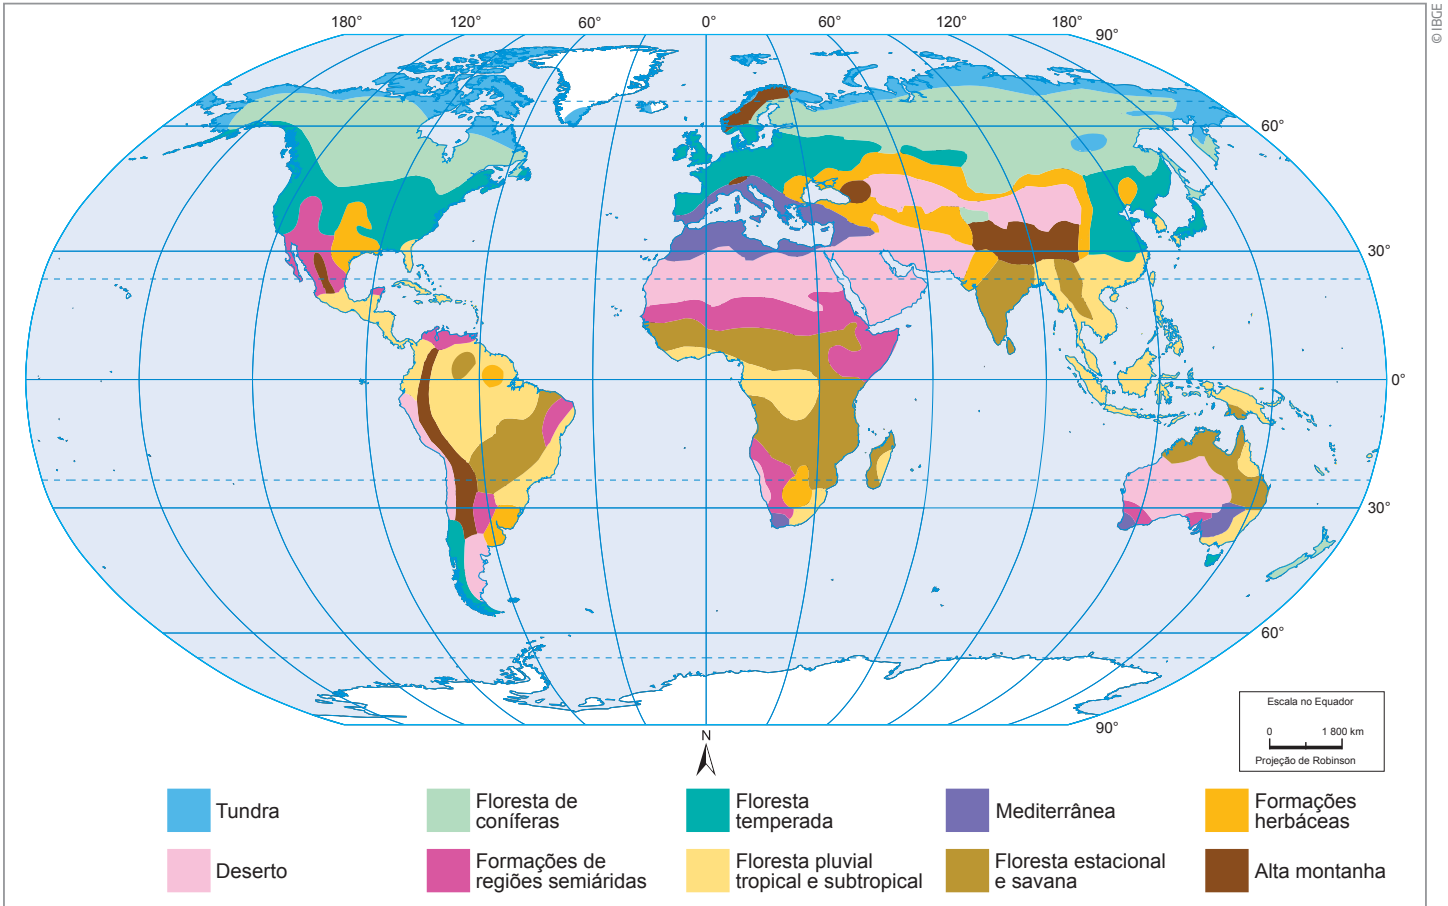 180° 120° 60° 0° 60° 120° 180°
90°
© IBGE
60°
30°
0°
30°
60°
90°
N
Escala no Equador
0 1 800 km
Projeção de Robinson
Tundra
Floresta de
coníferas
Floresta
temperada
Mediterrânea
Formações
herbáceas
Deserto
Formações de
regiões semiáridas
Floresta pluvial
tropical e subtropical
Floresta estacional
e savana
Alta montanha